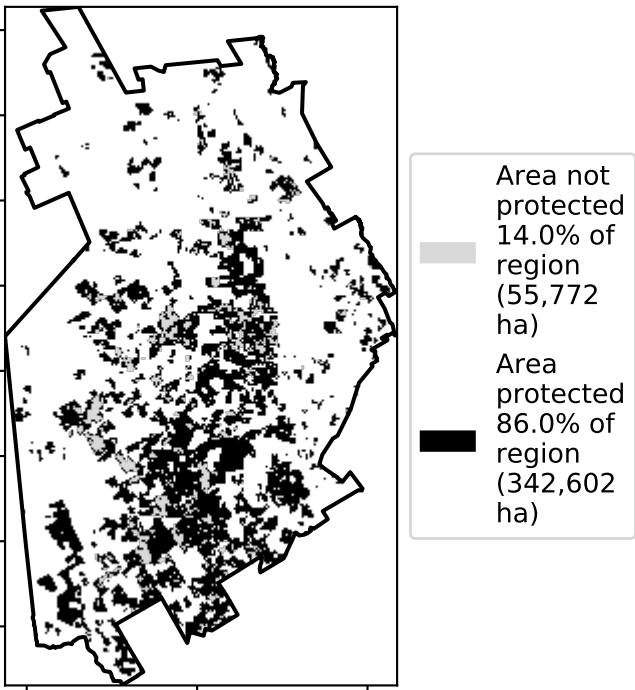 Area not
protected
14.0% of
region
(55,772
ha)
Area
protected
86.0% of
region
(342,602
ha)